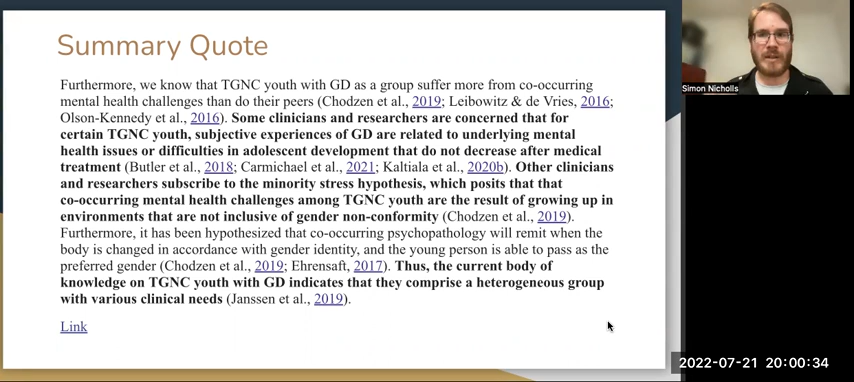 Summary Quote
Furthermore, we know that TGNC youth with GD as a group suffer more from co-occurring
mental health challenges than do their peers (Chodzen et al., 2019; Leibowitz & de Vries, 2016;
Olson-Kennedy et al., 2016). Some clinicians and researchers are concerned that for
certain TGNC youth, subjective experiences of GD are related to underlying mental
health issues or difficulties in adolescent development that do not decrease after medical
treatment (Butler et al., 2018; Carmichael et al., 2021; Kaltiala et al., 2020b). Other clinicians
and researchers subscribe to the minority stress hypothesis, which posits that that
co-occurring mental health challenges among TGNC youth are the result of growing up in
environments that are not inclusive of gender non-conformity (Chodzen et al., 2019).
Furthermore, it has been hypothesized that co-occurring psychopathology will remit when the
body is changed in accordance with gender identity, and the young person is able to pass as the
preferred gender (Chodzen et al., 2019; Ehrensaft, 2017). Thus, the current body of
knowledge on TGNC youth with GD indicates that they comprise a heterogeneous group
with various clinical needs (Janssen et al., 2019).
Link
Simon Nicholls
2022-07-21 20:00:34